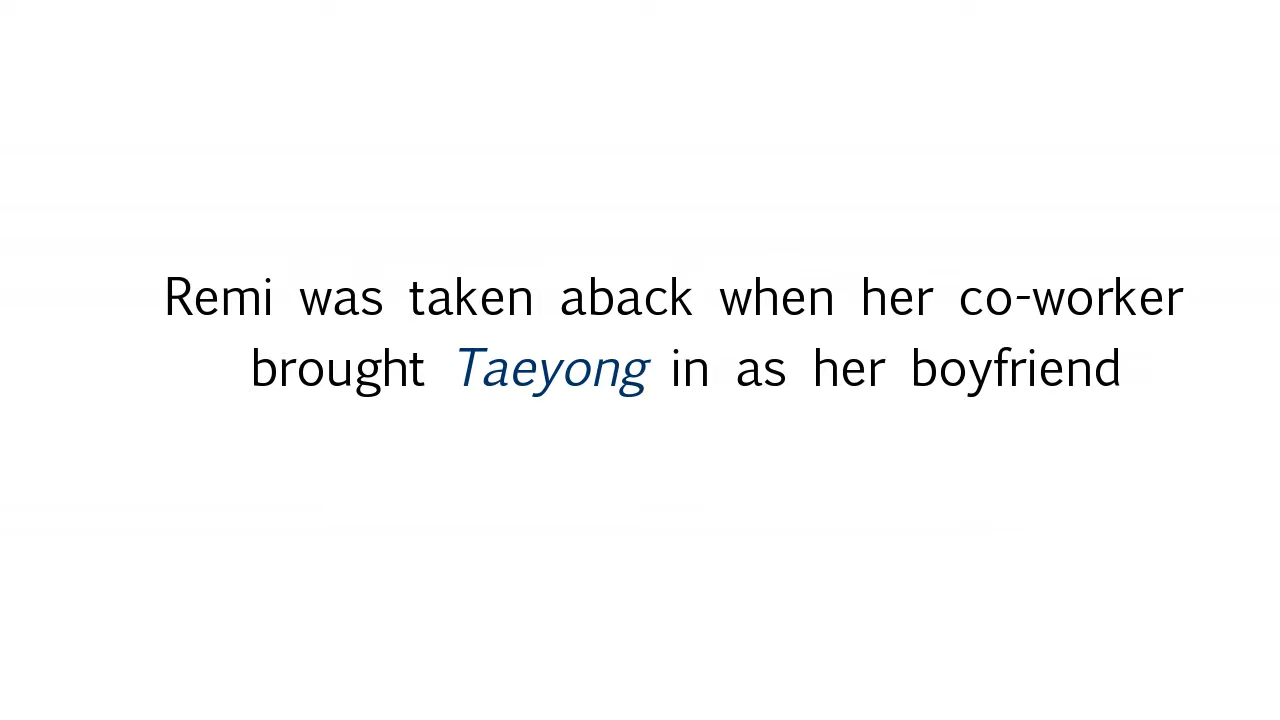 Remi was taken aback when her co-worker
brought Taeyong in as her boyfriend